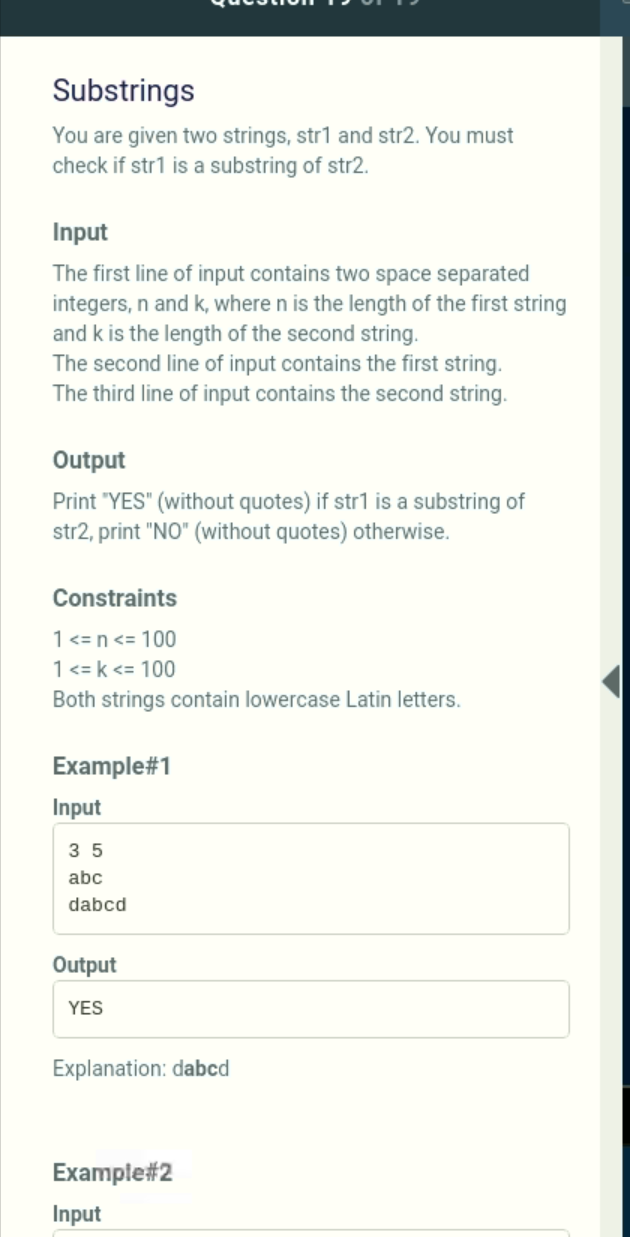 Question 19 of 19
Substrings
You are given two strings, str1 and str2. You must
check if str1 is a substring of str2.
Input
The first line of input contains two space separated
integers, n and k, where n is the length of the first string
and k is the length of the second string.
The second line of input contains the first string.
The third line of input contains the second string.
Output
Print "YES" (without quotes) if str1 is a substring of
str2, print "NO" (without quotes) otherwise.
Constraints
1 <= n <= 100
1 <= k <= 100
Both strings contain lowercase Latin letters.
Example#1
Input
3 5
abc
dabcd
Output
YES
Explanation: dabcd
Example#2
Input